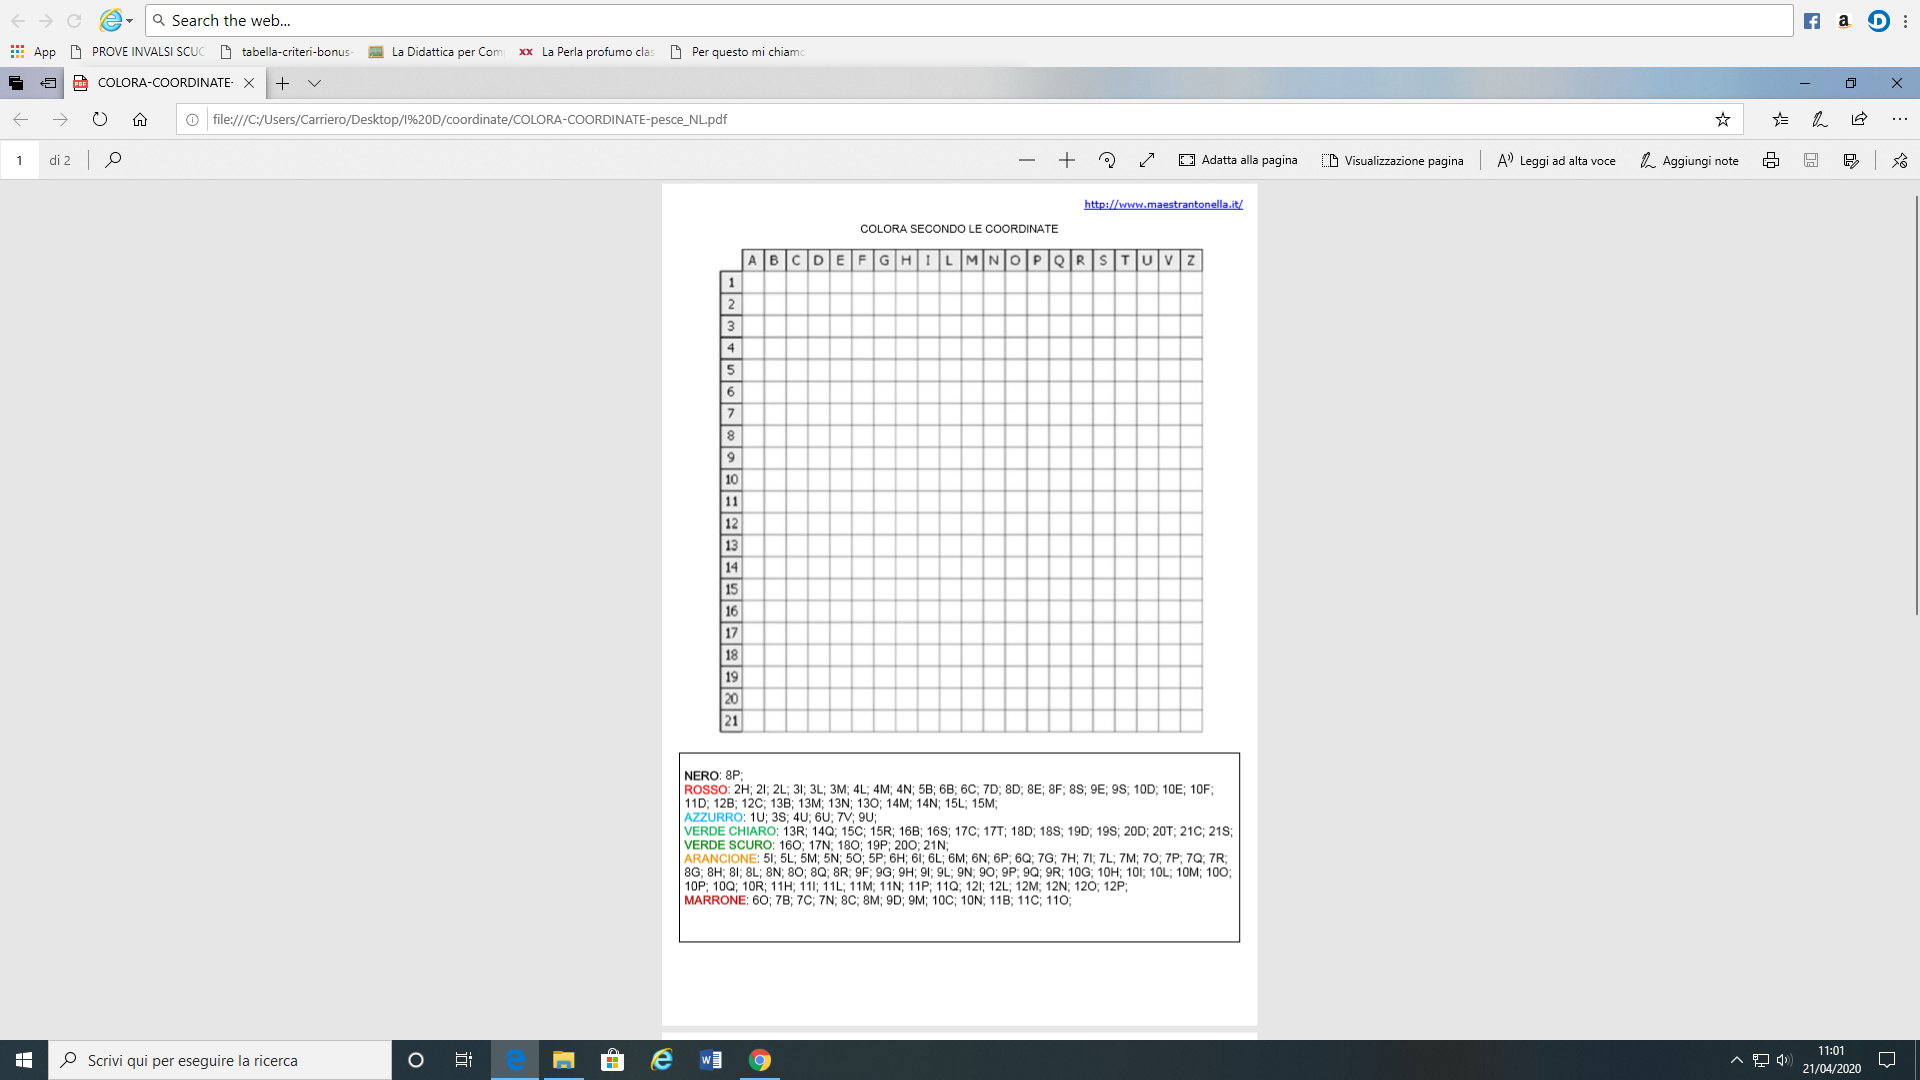 Search the web...
App PROVE INVALSI SCUC tabella-criteri-bonus- La Didattica per Com La Perla profumo clas Per questo mi chiamo
COLORA-COORDINATE-
file:///C:/Users/Carriero/Desktop/I%20D/coordinate/COLORA-COORDINATE-pesce_NL.pdf
1 di 2 Adatta alla pagina Visualizzazione pagina Leggi ad alta voce Aggiungi note
http://www.maestrantonella.it/
COLORA SECONDO LE COORDINATE
A B C D E F G H I L M N O P Q R S T U V Z
1
2
3
4
5
6
7
8
9
10
11
12
13
14
15
16
17
18
19
20
21
NERO: 8P;
ROSSO: 2H; 2I; 2L; 3I; 3L; 3M; 4L; 4M; 4N; 5B; 6B; 6C; 7D; 8D; 8E; 8F; 8S; 9E; 9S; 10D; 10E; 10F;
11D; 12B; 12C; 13B; 13M; 13N; 13O; 14M; 14N; 15L; 15M;
AZZURRO: 1U; 3S; 4U; 6U; 7V; 9U;
VERDE CHIARO: 13R; 14Q; 15C; 15R; 16B; 16S; 17C; 17T; 18D; 18S; 19D; 19S; 20D; 20T; 21C; 21S;
VERDE SCURO: 16O; 17N; 18O; 19P; 20O; 21N;
ARANCIONE: 5I; 5L; 5M; 5N; 5O; 5P; 6H; 6I; 6L; 6M; 6N; 6P; 6Q; 7G; 7H; 7I; 7L; 7M; 7O; 7P; 7Q; 7R;
8G; 8H; 8I; 8L; 8N; 8O; 8Q; 8R; 9F; 9G; 9H; 9I; 9L; 9N; 9O; 9P; 9Q; 9R; 10G; 10H; 10I; 10L; 10M; 10O;
10P; 10Q; 10R; 11H; 11I; 11L; 11M; 11N; 11P; 11Q; 12I; 12L; 12M; 12N; 12O; 12P;
MARRONE: 6O; 7B; 7C; 7N; 8C; 8M; 9D; 9M; 10C; 10N; 11B; 11C; 11O;
Scrivi qui per eseguire la ricerca
11:01
21/04/2020